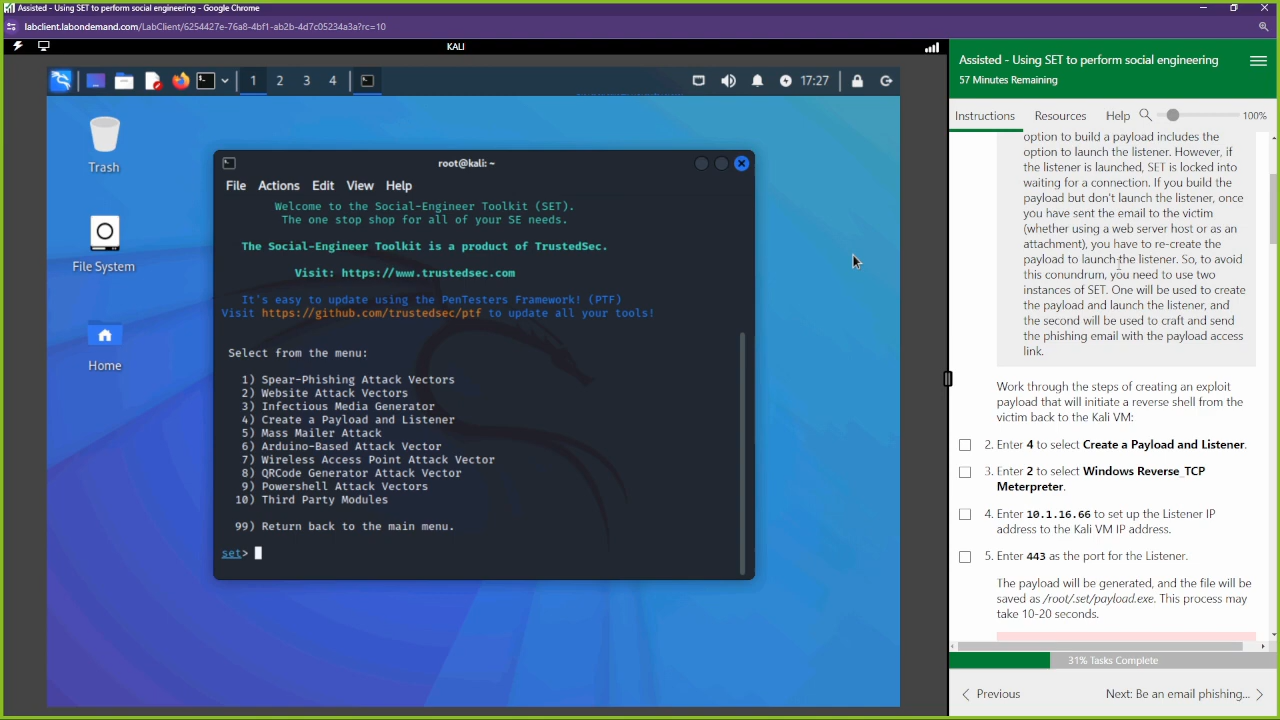 Assisted - Using SET to perform social engineering - Google Chrome
labclient.labondemand.com/LabClient/6254427e-76a8-4bf1-ab2b-4d7c05234a3a?rc=10
KALI
1 2 3 4
17:27
Trash
File System
Home
root@kali: ~
File Actions Edit View Help
Welcome to the Social-Engineer Toolkit (SET).
The one stop shop for all of your SE needs.
The Social-Engineer Toolkit is a product of TrustedSec.
Visit: https://www.trustedsec.com
It's easy to update using the PenTesters Framework! (PTF)
Visit https://github.com/trustedsec/ptf to update all your tools!
Select from the menu:
1) Spear-Phishing Attack Vectors
2) Website Attack Vectors
3) Infectious Media Generator
4) Create a Payload and Listener
5) Mass Mailer Attack
6) Arduino-Based Attack Vector
7) Wireless Access Point Attack Vector
8) QRCode Generator Attack Vector
9) Powershell Attack Vectors
10) Third Party Modules
99) Return back to the main menu.
set>
Assisted - Using SET to perform social engineering
57 Minutes Remaining
Instructions Resources Help 100%
option to build a payload includes the
option to launch the listener. However, if
the listener is launched, SET is locked into
waiting for a connection. If you build the
payload but don't launch the listener, once
you have sent the email to the victim
(whether using a web server host or as an
attachment), you have to re-create the
payload to launch the listener. So, to avoid
this conundrum, you need to use two
instances of SET. One will be used to create
the payload and launch the listener, and
the second will be used to craft and send
the phishing email with the payload access
link.
Work through the steps of creating an exploit
payload that will initiate a reverse shell from the
victim back to the Kali VM:
2. Enter 4 to select Create a Payload and Listener.
3. Enter 2 to select Windows Reverse_TCP
Meterpreter.
4. Enter 10.1.16.66 to set up the Listener IP
address to the Kali VM IP address.
5. Enter 443 as the port for the Listener.
The payload will be generated, and the file will be
saved as /root/.set/payload.exe. This process may
take 10-20 seconds.
31% Tasks Complete
Previous Next: Be an email phishing...